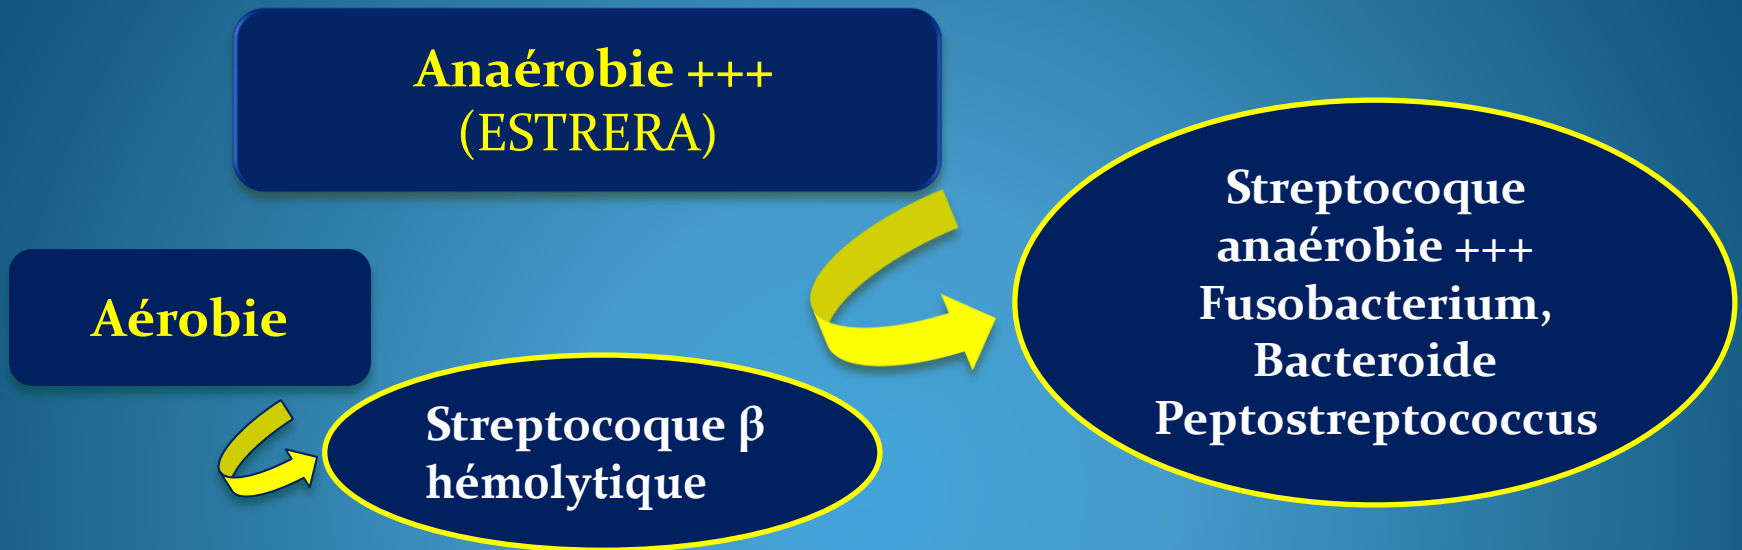 Anaérobie +++
(ESTRERA)
Streptocoque
anaérobie +++
Fusobacterium,
Bacteroide
Peptostreptococcus
Aérobie
Streptocoque β
hémolytique